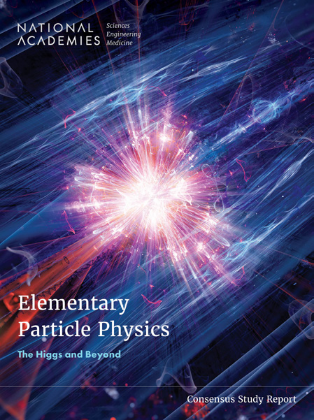 NATIONAL
ACADEMIES
Sciences
Engineering
Medicine
Elementary
Particle Physics
The Higgs and Beyond
Consensus Study Report